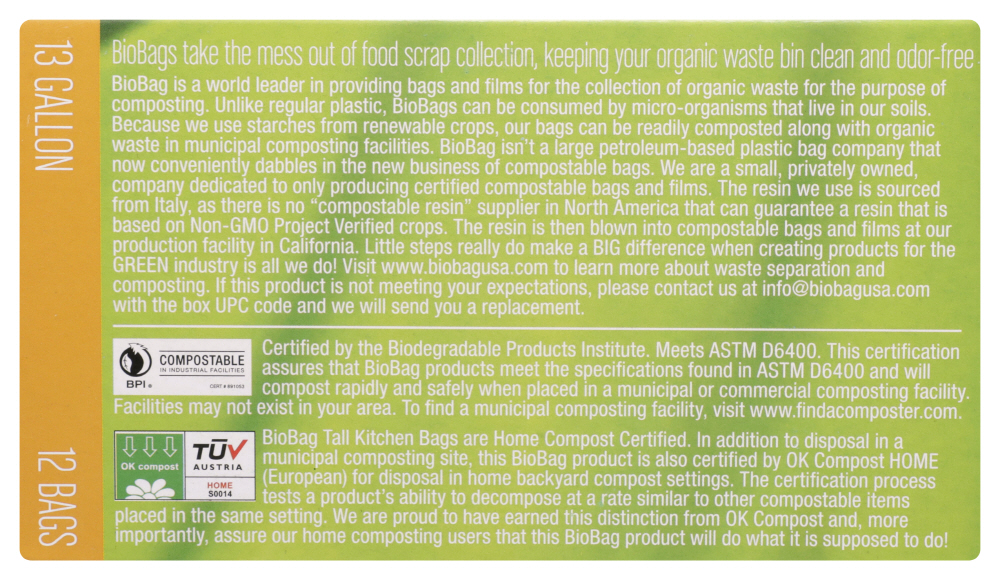 13 GALLON
12 BAGS
BioBags take the mess out of food scrap collection, keeping your organic waste bin clean and odor-free
BioBag is a world leader in providing bags and films for the collection of organic waste for the purpose of
composting. Unlike regular plastic, BioBags can be consumed by micro-organisms that live in our soils.
Because we use starches from renewable crops, our bags can be readily composted along with organic
waste in municipal composting facilities. BioBag isn't a large petroleum-based plastic bag company that
now conveniently dabbles in the new business of compostable bags. We are a small, privately owned,
company dedicated to only producing certified compostable bags and films. The resin we use is sourced
from Italy, as there is no “compostable resin” supplier in North America that can guarantee a resin that is
based on Non-GMO Project Verified crops. The resin is then blown into compostable bags and films at our
production facility in California. Little steps really do make a BIG difference when creating products for the
GREEN industry is all we do! Visit www.biobagusa.com to learn more about waste separation and
composting. If this product is not meeting your expectations, please contact us at info@biobagusa.com
with the box UPC code and we will send you a replacement.
BPI ®
COMPOSTABLE
IN INDUSTRIAL FACILITIES
CERT # 891053
Certified by the Biodegradable Products Institute. Meets ASTM D6400. This certification
assures that BioBag products meet the specifications found in ASTM D6400 and will
compost rapidly and safely when placed in a municipal or commercial composting facility.
Facilities may not exist in your area. To find a municipal composting facility, visit www.findacomposter.com.
OK compost
TÜV
AUSTRIA
HOME
S0014
BioBag Tall Kitchen Bags are Home Compost Certified. In addition to disposal in a
municipal composting site, this BioBag product is also certified by OK Compost HOME
(European) for disposal in home backyard compost settings. The certification process
tests a product's ability to decompose at a rate similar to other compostable items
placed in the same setting. We are proud to have earned this distinction from OK Compost and, more
importantly, assure our home composting users that this BioBag product will do what it is supposed to do!